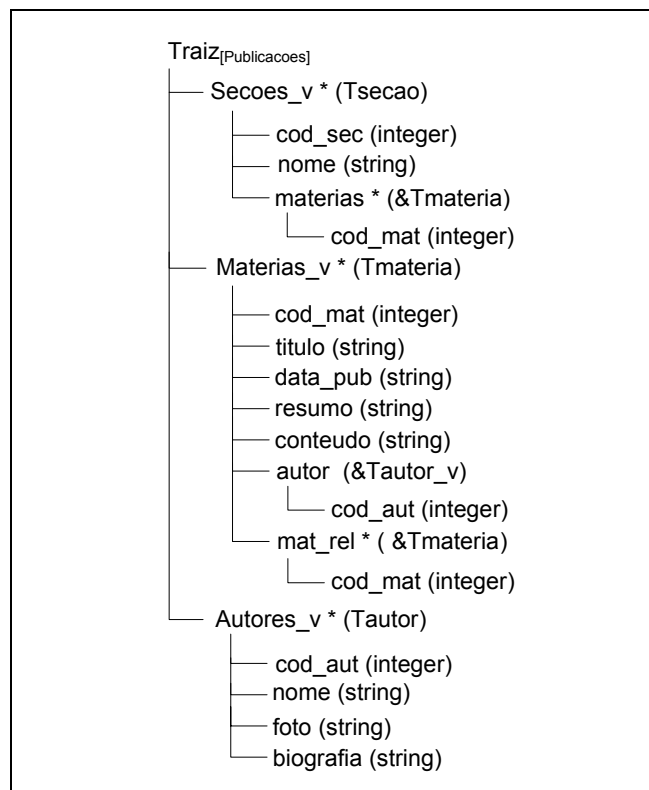 Traiz[Publicacoes]
Secoes_v * (Tsecao)
cod_sec (integer)
nome (string)
materias * (&Tmateria)
cod_mat (integer)
Materias_v * (Tmateria)
cod_mat (integer)
titulo (string)
data_pub (string)
resumo (string)
conteudo (string)
autor (&Tautor_v)
cod_aut (integer)
mat_rel * ( &Tmateria)
cod_mat (integer)
Autores_v * (Tautor)
cod_aut (integer)
nome (string)
foto (string)
biografia (string)